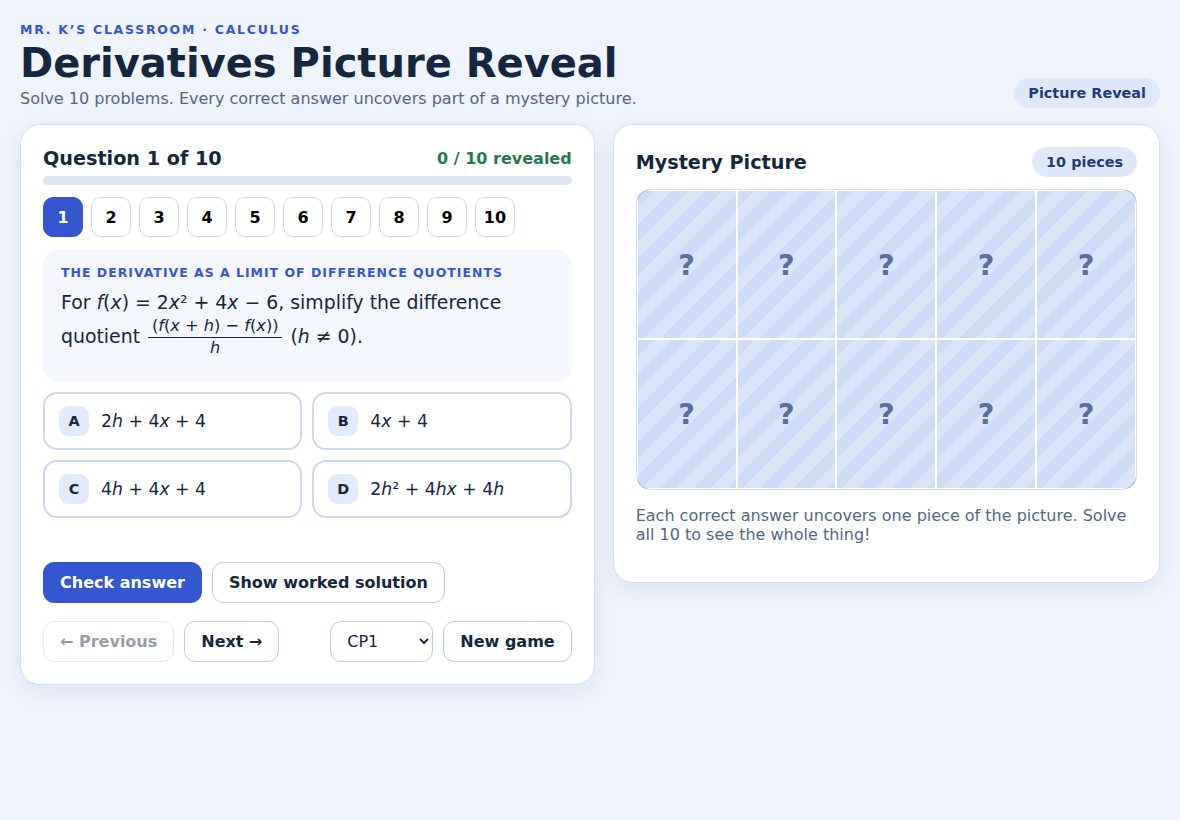 MR. K’S CLASSROOM · CALCULUS
Derivatives Picture Reveal
Solve 10 problems. Every correct answer uncovers part of a mystery picture.
Picture Reveal
Question 1 of 10
0 / 10 revealed
1 2 3 4 5 6 7 8 9 10
THE DERIVATIVE AS A LIMIT OF DIFFERENCE QUOTIENTS
For f(x) = 2x² + 4x − 6, simplify the difference
quotient (f(x + h) − f(x)) / h (h ≠ 0).
A 2h + 4x + 4
B 4x + 4
C 4h + 4x + 4
D 2h² + 4hx + 4h
Check answer
Show worked solution
← Previous
Next →
CP1
New game
Mystery Picture
10 pieces
? ? ? ? ?
? ? ? ? ?
Each correct answer uncovers one piece of the picture. Solve
all 10 to see the whole thing!